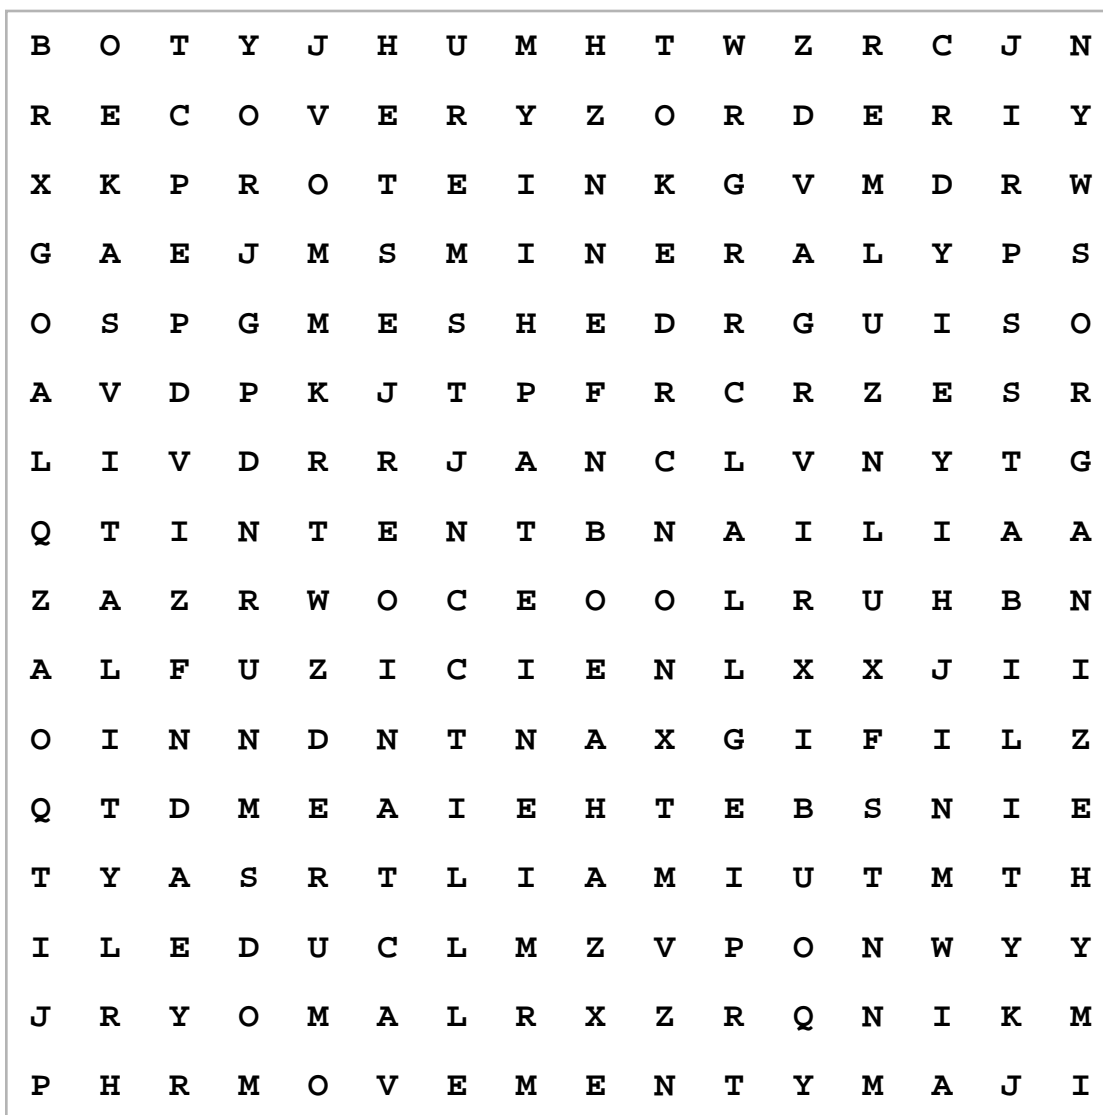 B O T Y J H U M H T W Z R C J N
R E C O V E R Y Z O R D E R I Y
X K P R O T E I N K G V M D R W
G A E J M S M I N E R A L Y P S
O S P G M E S H E D R G U I S O
A V D P K J T P F R C R Z E S R
L I V D R R J A N C L V N Y T G
Q T I N T E N T B N A I L I A A
Z A Z R W O C E O O L R U H B N
A L F U Z I C I E N L X X J I I
O I N N D N T N A X G I F I L Z
Q T D M E A I E H T E B S N I E
T Y A S R T L I A M I U T M T H
I L E D U C L M Z V P O N W Y Y
J R Y O M A L R X Z R Q N I K M
P H R M O V E M E N T Y M A J I